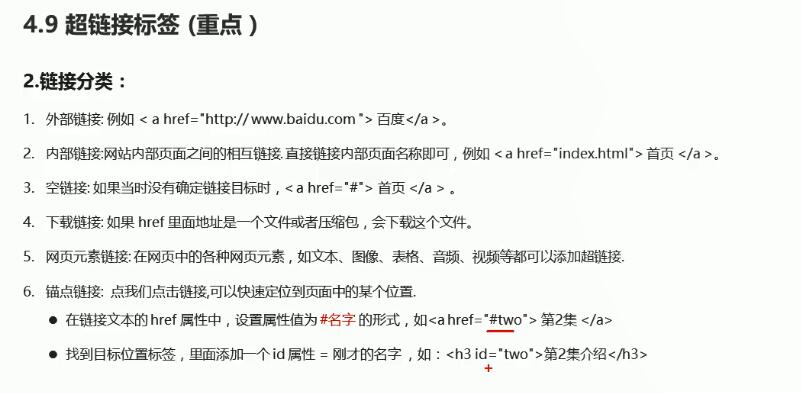 4.9 超链接标签 (重点 )
2.链接分类：
1. 外部链接: 例如 < a href="http:// www.baidu.com "> 百度</a >。
2. 内部链接:网站内部页面之间的相互链接. 直接链接内部页面名称即可，例如 < a href="index.html"> 首页 </a >。
3. 空链接: 如果当时没有确定链接目标时，< a href="#"> 首页 </a > 。
4. 下载链接: 如果 href 里面地址是一个文件或者压缩包，会下载这个文件。
5. 网页元素链接: 在网页中的各种网页元素，如文本、图像、表格、音频、视频等都可以添加超链接.
6. 锚点链接: 点我们点击链接,可以快速定位到页面中的某个位置.
● 在链接文本的 href 属性中，设置属性值为 #名字 的形式，如<a href="#two"> 第2集 </a>
● 找到目标位置标签，里面添加一个 id 属性 = 刚才的名字 ，如：<h3 id="two">第2集介绍</h3>